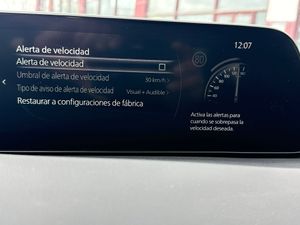 Alerta de velocidad
12:07
Alerta de velocidad
Umbral de alerta de velocidad
30 km/h
Tipo de aviso de alerta de velocidad
Visual + Audible
Restaurar a configuraciones de fábrica
80
Activa las alertas para
cuando se sobrepasa la
velocidad deseada.